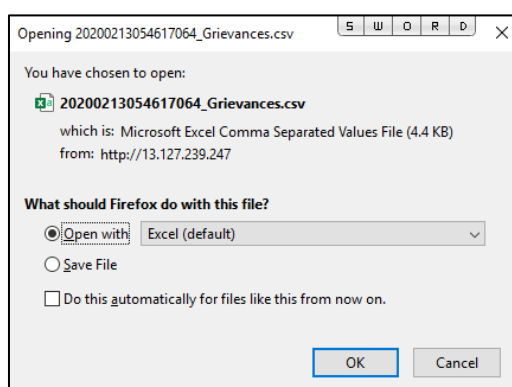 Opening 20200213054617064_Grievances.csv
S W O R D
You have chosen to open:
20200213054617064_Grievances.csv
which is: Microsoft Excel Comma Separated Values File (4.4 KB)
from: http://13.127.239.247
What should Firefox do with this file?
Open with Excel (default)
Save File
Do this automatically for files like this from now on.
OK Cancel